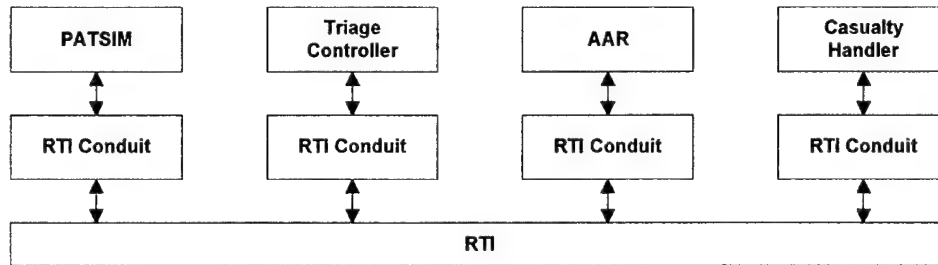 PATSIM
Triage
Controller
AAR
Casualty
Handler
RTI Conduit
RTI Conduit
RTI Conduit
RTI Conduit
RTI